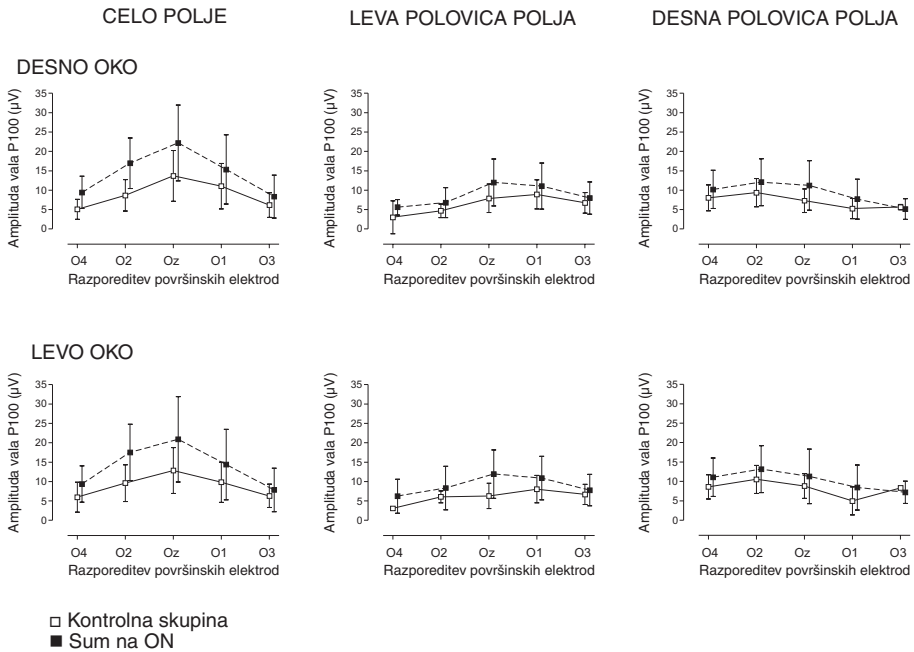 CELO POLJE LEVA POLOVICA POLJA DESNA POLOVICA POLJA
DESNO OKO
Amplituda vala P100 (µV)
35
30
25
20
15
10
5
0
O4 O2 Oz O1 O3
Razporeditev površinskih elektrod
Amplituda vala P100 (µV)
35
30
25
20
15
10
5
0
O4 O2 Oz O1 O3
Razporeditev površinskih elektrod
Amplituda vala P100 (µV)
35
30
25
20
15
10
5
0
O4 O2 Oz O1 O3
Razporeditev površinskih elektrod
LEVO OKO
Amplituda vala P100 (µV)
35
30
25
20
15
10
5
0
O4 O2 Oz O1 O3
Razporeditev površinskih elektrod
Amplituda vala P100 (µV)
35
30
25
20
15
10
5
0
O4 O2 Oz O1 O3
Razporeditev površinskih elektrod
Amplituda vala P100 (µV)
35
30
25
20
15
10
5
0
O4 O2 Oz O1 O3
Razporeditev površinskih elektrod
Kontrolna skupina
Sum na ON